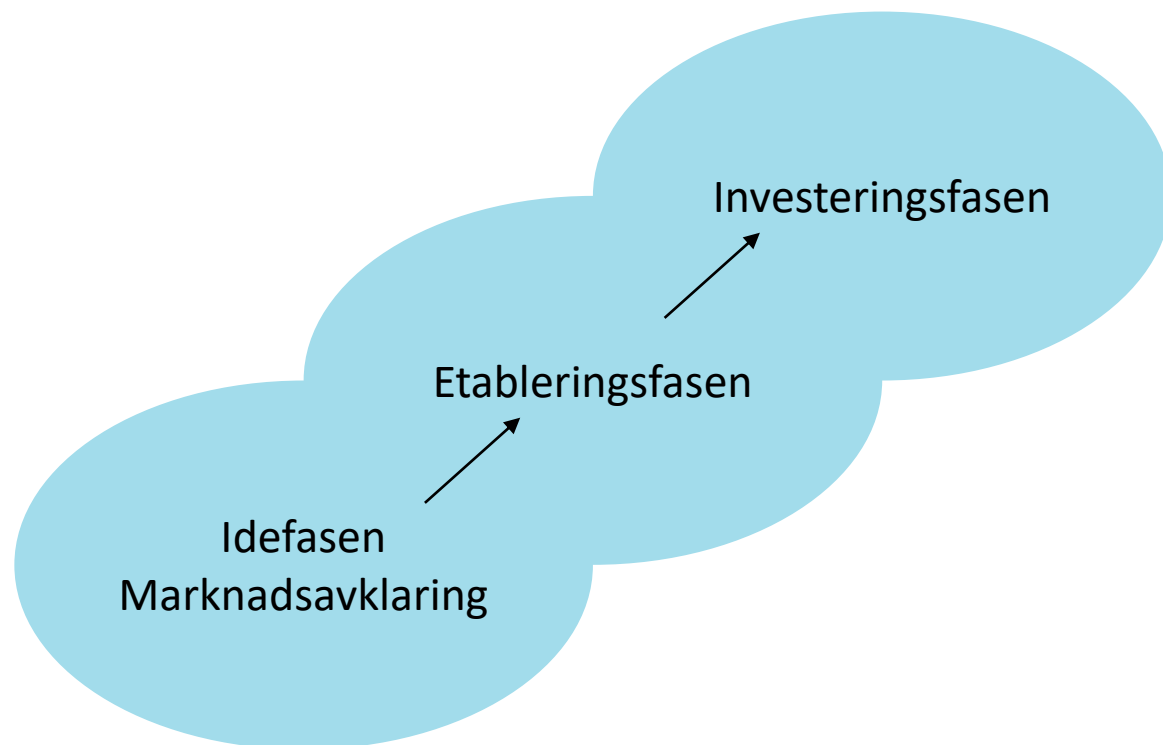 Investeringsfasen
Etableringsfasen
Idefasen
Marknadsavklaring